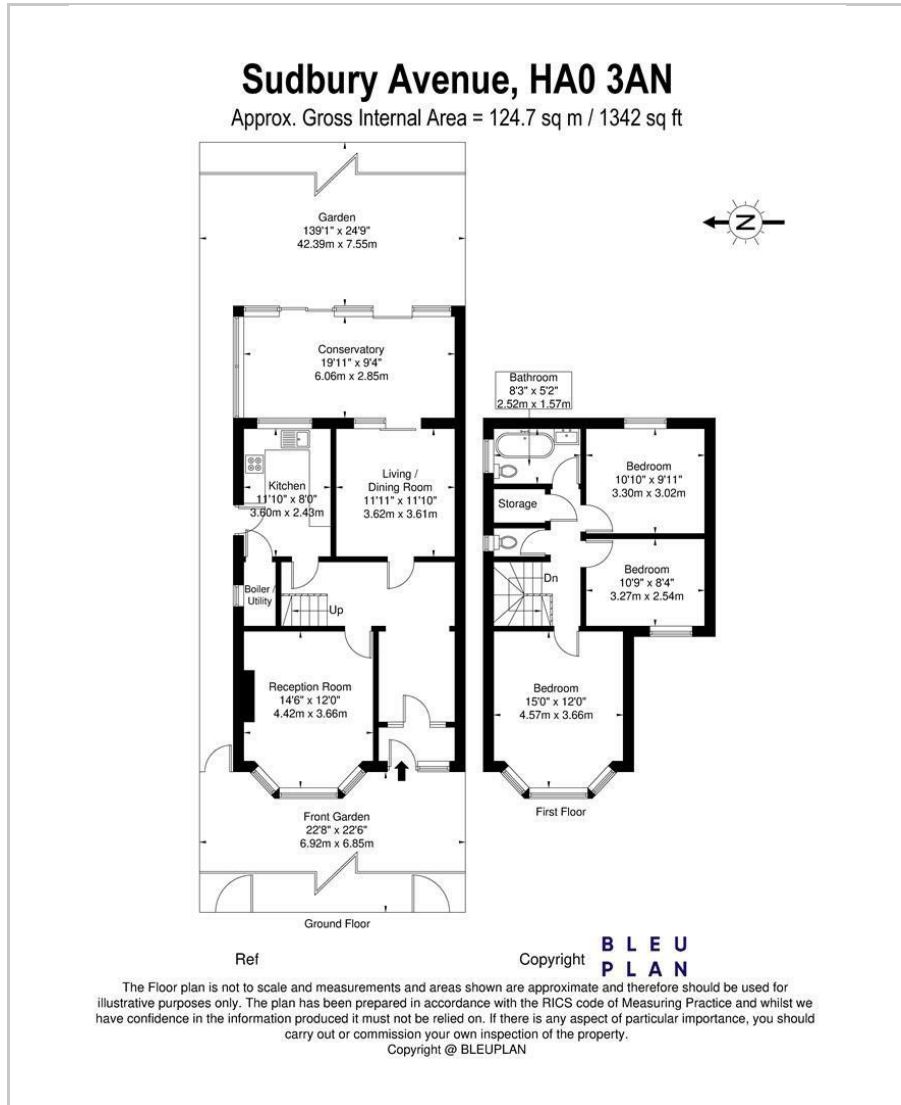 Sudbury Avenue, HA0 3AN
Approx. Gross Internal Area = 124.7 sq m / 1342 sq ft
Garden
139'1" x 24'9"
42.39m x 7.55m
N
Conservatory
19'11" x 9'4"
6.06m x 2.85m
Kitchen
11'10" x 8'0"
3.60m x 2.43m
Living /
Dining Room
11'11" x 11'10"
3.62m x 3.61m
Boiler /
Utility
Up
Reception Room
14'6" x 12'0"
4.42m x 3.66m
Front Garden
22'8" x 22'6"
6.92m x 6.85m
Ground Floor
Bathroom
8'3" x 5'2"
2.52m x 1.57m
Bedroom
10'10" x 9'11"
3.30m x 3.02m
Storage
Dn
Bedroom
10'9" x 8'4"
3.27m x 2.54m
Bedroom
15'0" x 12'0"
4.57m x 3.66m
First Floor
Ref
Copyright
BLEU
PLAN
The Floor plan is not to scale and measurements and areas shown are approximate and therefore should be used for
illustrative purposes only. The plan has been prepared in accordance with the RICS code of Measuring Practice and whilst we
have confidence in the information produced it must not be relied on. If there is any aspect of particular importance, you should
carry out or commission your own inspection of the property.
Copyright @ BLEUPLAN